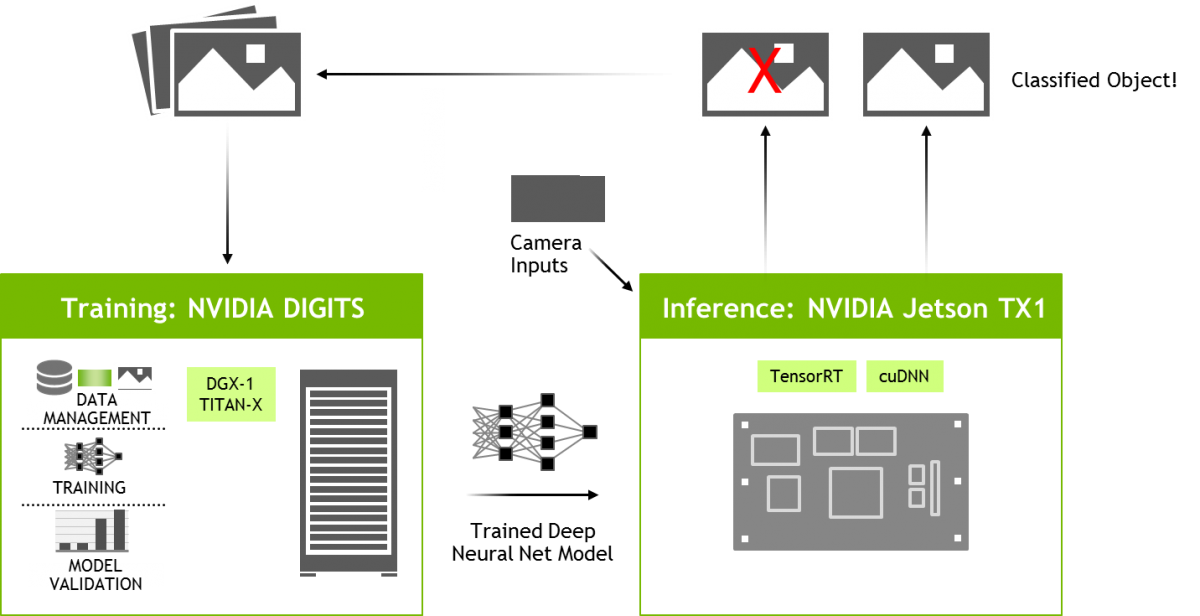 Classified Object!
Camera
Inputs
Training: NVIDIA DIGITS
DATA
MANAGEMENT
TRAINING
MODEL
VALIDATION
DGX-1
TITAN-X
Trained Deep
Neural Net Model
Inference: NVIDIA Jetson TX1
TensorRT
cuDNN